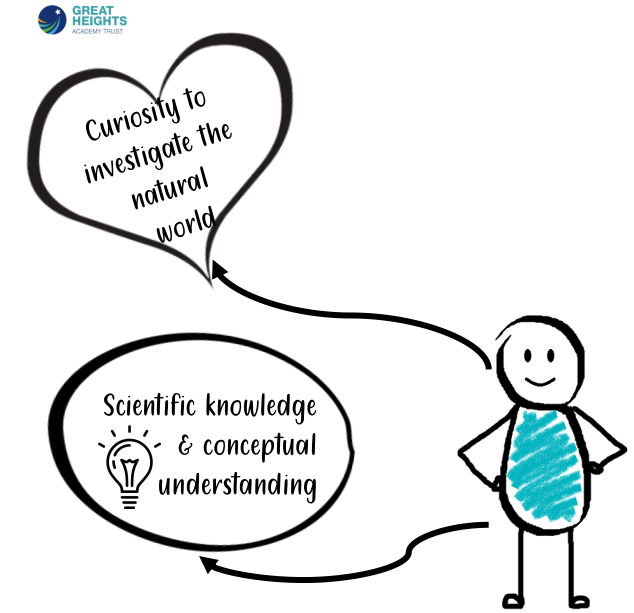 GREAT
HEIGHTS
ACADEMY TRUST
Curiosity to
investigate the
natural
world
Scientific knowledge
& conceptual
understanding